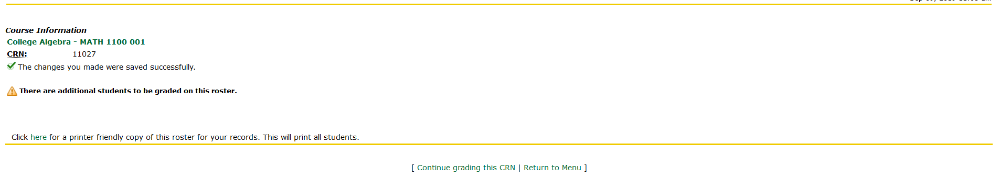 Course Information
College Algebra - MATH 1100 001
CRN: 11027
The changes you made were saved successfully.
There are additional students to be graded on this roster.
Click here for a printer friendly copy of this roster for your records. This will print all students.
[ Continue grading this CRN | Return to Menu ]